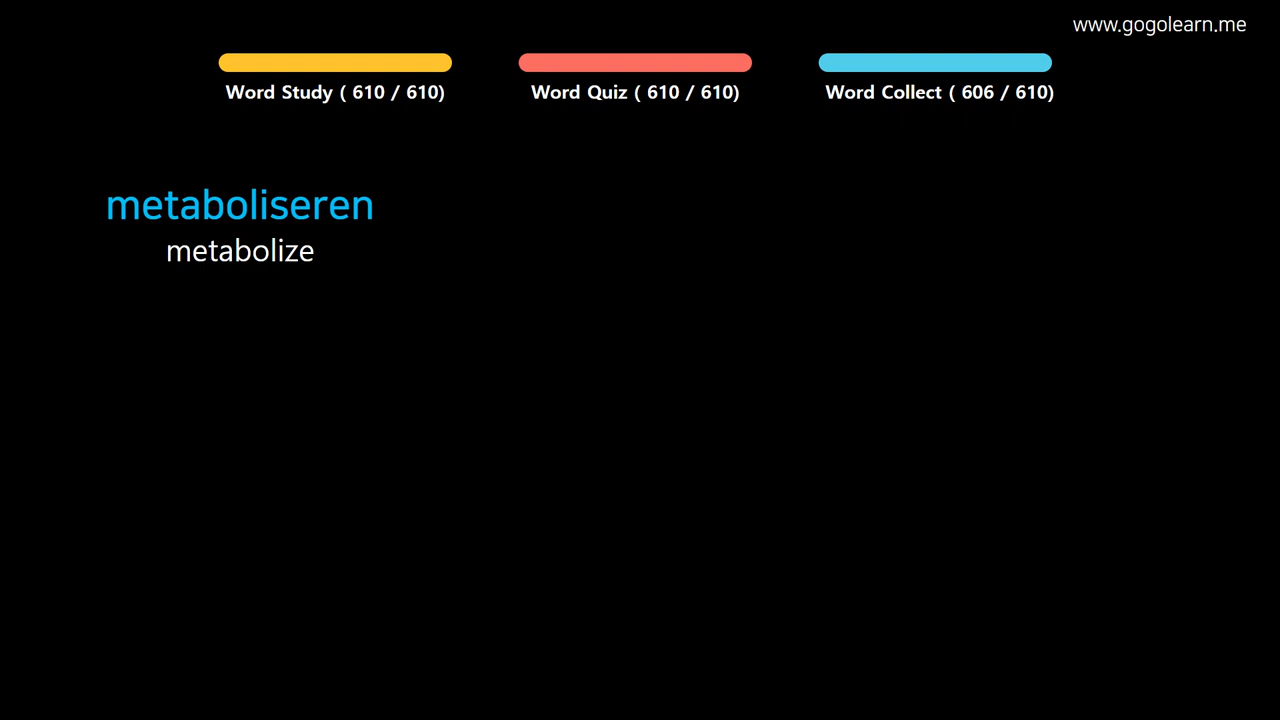 www.gogolearn.me
Word Study ( 610 / 610)
Word Quiz ( 610 / 610)
Word Collect ( 606 / 610)
metaboliseren
metabolize